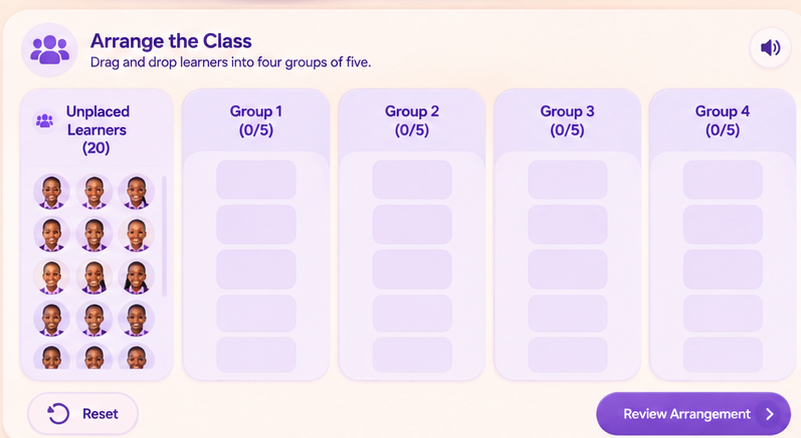 Arrange the Class
Drag and drop learners into four groups of five.
Unplaced
Learners
(20)
Group 1
(0/5)
Group 2
(0/5)
Group 3
(0/5)
Group 4
(0/5)
Reset
Review Arrangement